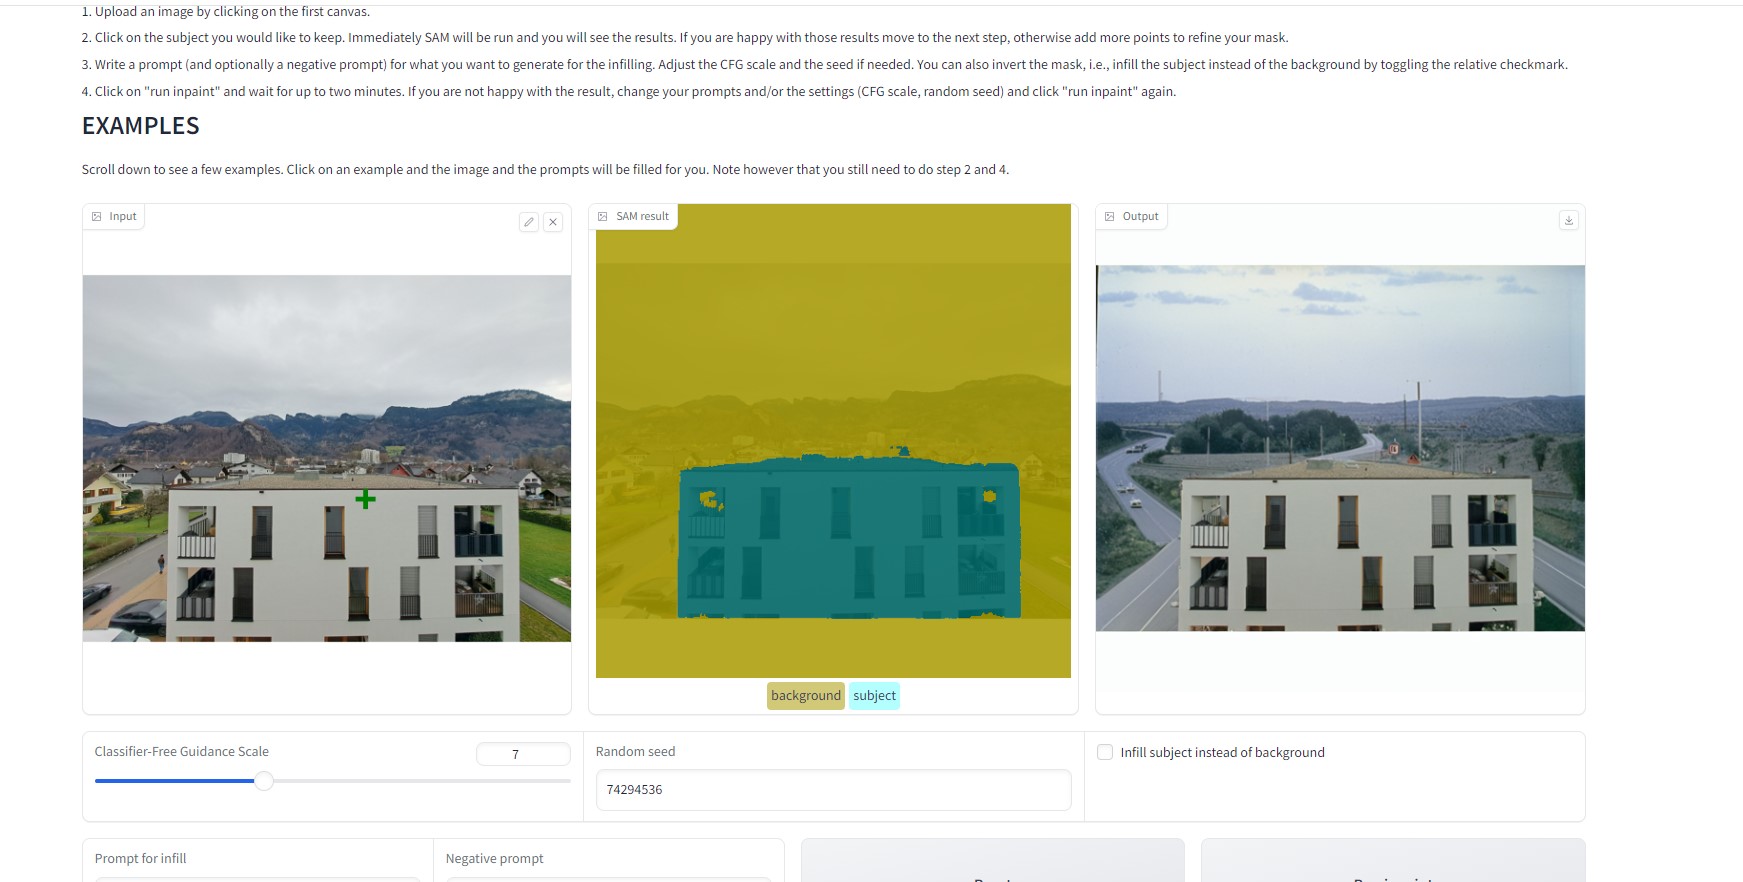 1. Upload an image by clicking on the first canvas.
2. Click on the subject you would like to keep. Immediately SAM will be run and you will see the results. If you are happy with those results move to the next step, otherwise add more points to refine your mask.
3. Write a prompt (and optionally a negative prompt) for what you want to generate for the infilling. Adjust the CFG scale and the seed if needed. You can also invert the mask, i.e., infill the subject instead of the background by toggling the relative checkmark.
4. Click on "run inpaint" and wait for up to two minutes. If you are not happy with the result, change your prompts and/or the settings (CFG scale, random seed) and click "run inpaint" again.
EXAMPLES
Scroll down to see a few examples. Click on an example and the image and the prompts will be filled for you. Note however that you still need to do step 2 and 4.
Input
SAM result
Output
background subject
Classifier-Free Guidance Scale
7
Random seed
74294536
Infill subject instead of background
Prompt for infill
Negative prompt